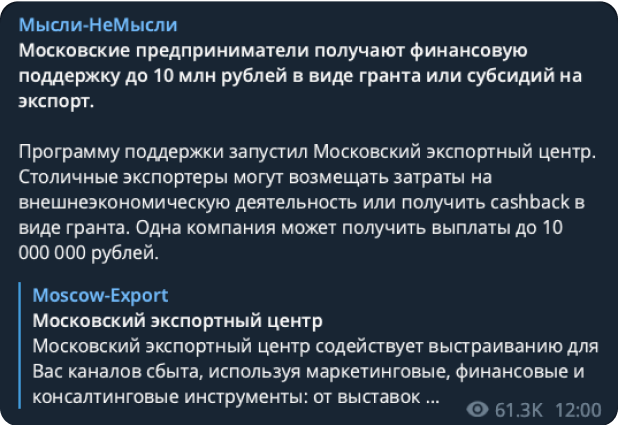 Мысли-НеМысли
Московские предприниматели получают финансовую
поддержку до 10 млн рублей в виде гранта или субсидий на
экспорт.
Программу поддержки запустил Московский экспортный центр.
Столичные экспортеры могут возмещать затраты на
внешнеэкономическую деятельность или получить cashback в
виде гранта. Одна компания может получить выплаты до 10
000 000 рублей.
Moscow-Export
Московский экспортный центр
Московский экспортный центр содействует выстраиванию для
Вас каналов сбыта, используя маркетинговые, финансовые и
консалтинговые инструменты: от выставок ...
61.3K 12:00